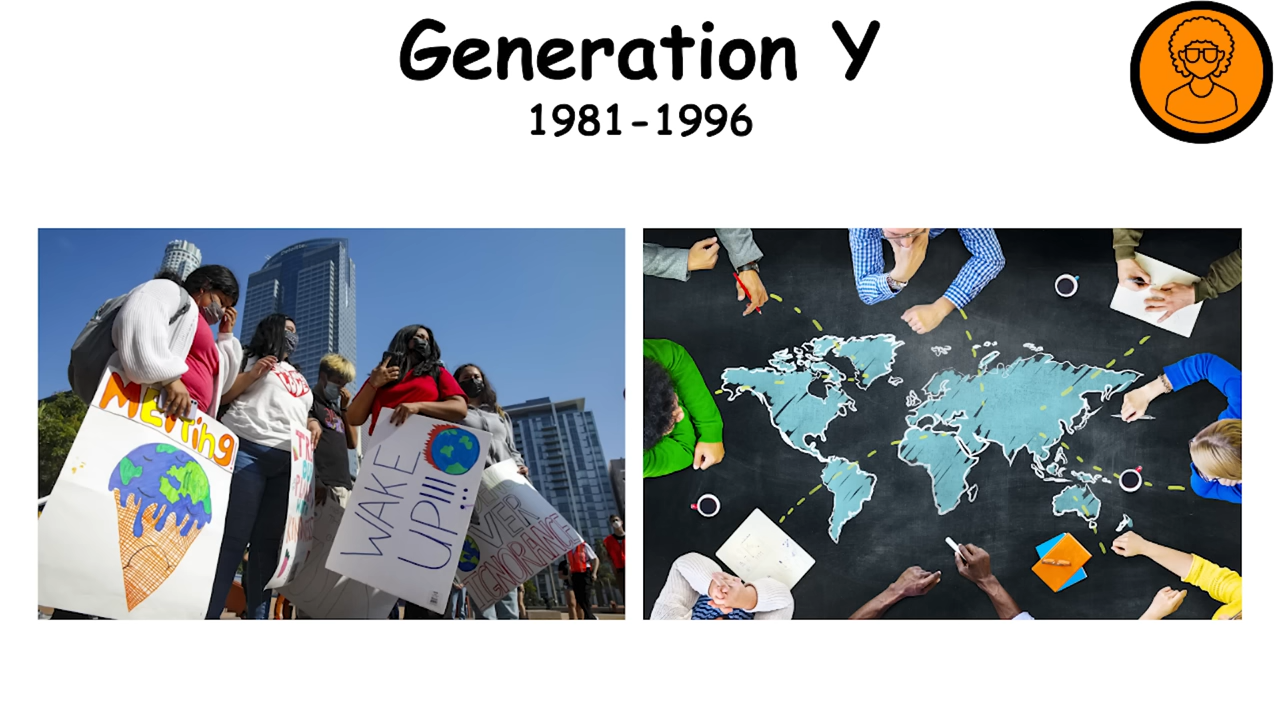 Generation Y
1981-1996
Melting
WAKE
UP!!!
IGNORANCE